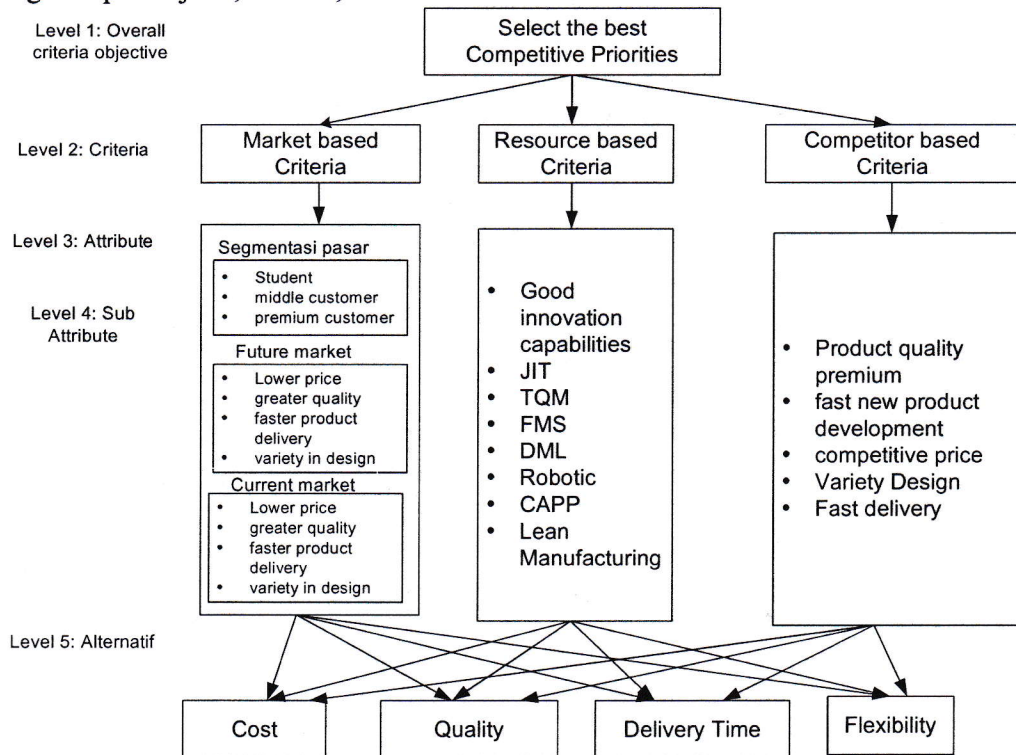 Level 1: Overall
criteria objective
Select the best
Competitive Priorities
Level 2: Criteria
Market based
Criteria
Resource based
Criteria
Competitor based
Criteria
Level 3: Attribute
Level 4: Sub
Attribute
Segmentasi pasar
• Student
• middle customer
• premium customer
Future market
• Lower price
• greater quality
• faster product
delivery
• variety in design
Current market
• Lower price
• greater quality
• faster product
delivery
• variety in design
• Good
innovation
capabilities
• JIT
• TQM
• FMS
• DML
• Robotic
• CAPP
• Lean
Manufacturing
• Product quality
premium
• fast new product
development
• competitive price
• Variety Design
• Fast delivery
Level 5: Alternatif
Cost
Quality
Delivery Time
Flexibility